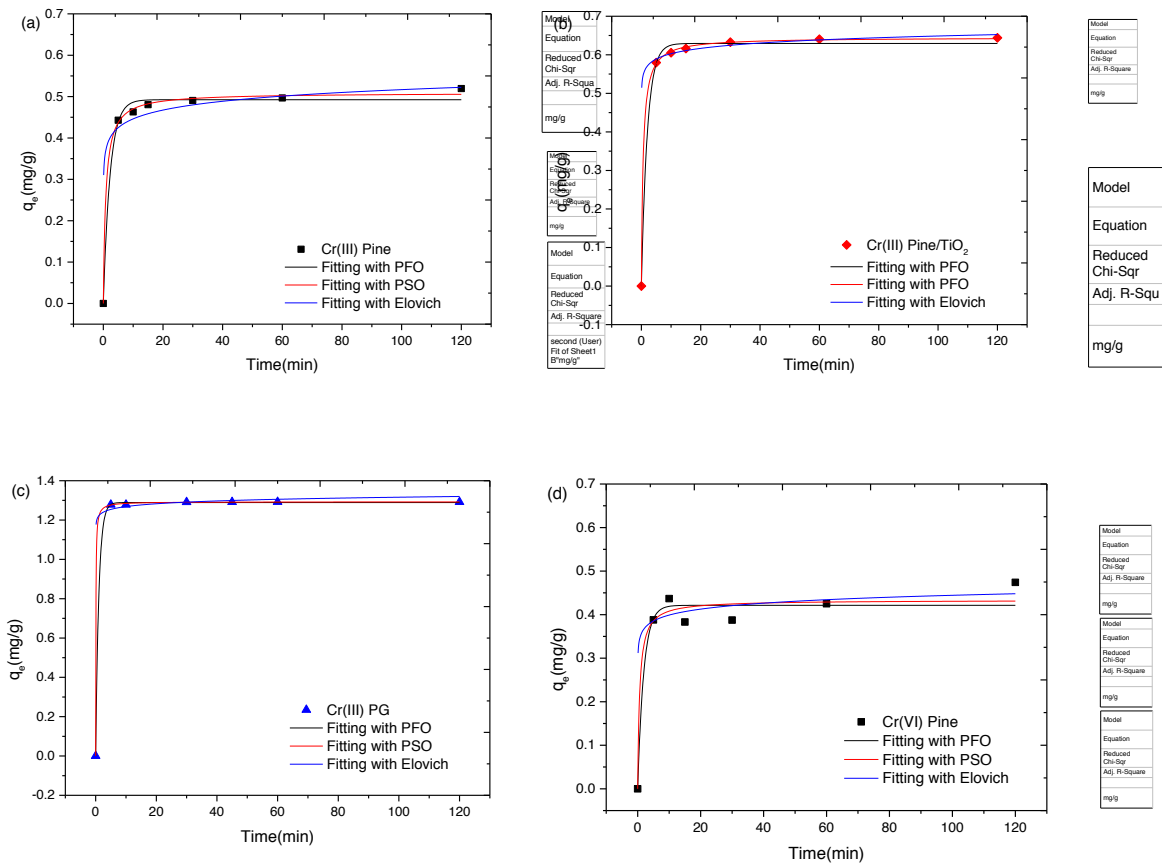 (a)
0.7
0.6
0.5
0.4
0.3
0.2
0.1
0.0
q_e(mg/g)
Cr(III) Pine
Fitting with PFO
Fitting with PSO
Fitting with Elovich
0 20 40 60 80 100 120
Time(min)
Model
Equation
Reduced
Chi-Sqr
Adj. R-Squa
mg/g
Model
Equation
Reduced
Chi-Sqr
Adj. R-Square
mg/g
Model
Equation
Reduced
Chi-Sqr
Adj. R-Square
second (User)
Fit of Sheet1
B"mg/g"
(b)
0.7
0.6
0.5
0.4
0.3
0.2
0.1
0.0
-0.1
q_e(mg/g)
Cr(III) Pine/TiO2
Fitting with PFO
Fitting with PFO
Fitting with Elovich
0 20 40 60 80 100 120
Time(min)
Model
Equation
Reduced
Chi-Sqr
Adj. R-Square
mg/g
Model
Equation
Reduced
Chi-Sqr
Adj. R-Squ
mg/g
(c)
1.4
1.2
1.0
0.8
0.6
0.4
0.2
0.0
-0.2
q_e(mg/g)
Cr(III) PG
Fitting with PFO
Fitting with PSO
Fitting with Elovich
0 20 40 60 80 100 120
Time(min)
(d)
0.7
0.6
0.5
0.4
0.3
0.2
0.1
0.0
q_e(mg/g)
Cr(VI) Pine
Fitting with PFO
Fitting with PSO
Fitting with Elovich
0 20 40 60 80 100 120
Time(min)
Model
Equation
Reduced
Chi-Sqr
Adj. R-Square
mg/g
Model
Equation
Reduced
Chi-Sqr
Adj. R-Square
mg/g
Model
Equation
Reduced
Chi-Sqr
Adj. R-Square
mg/g